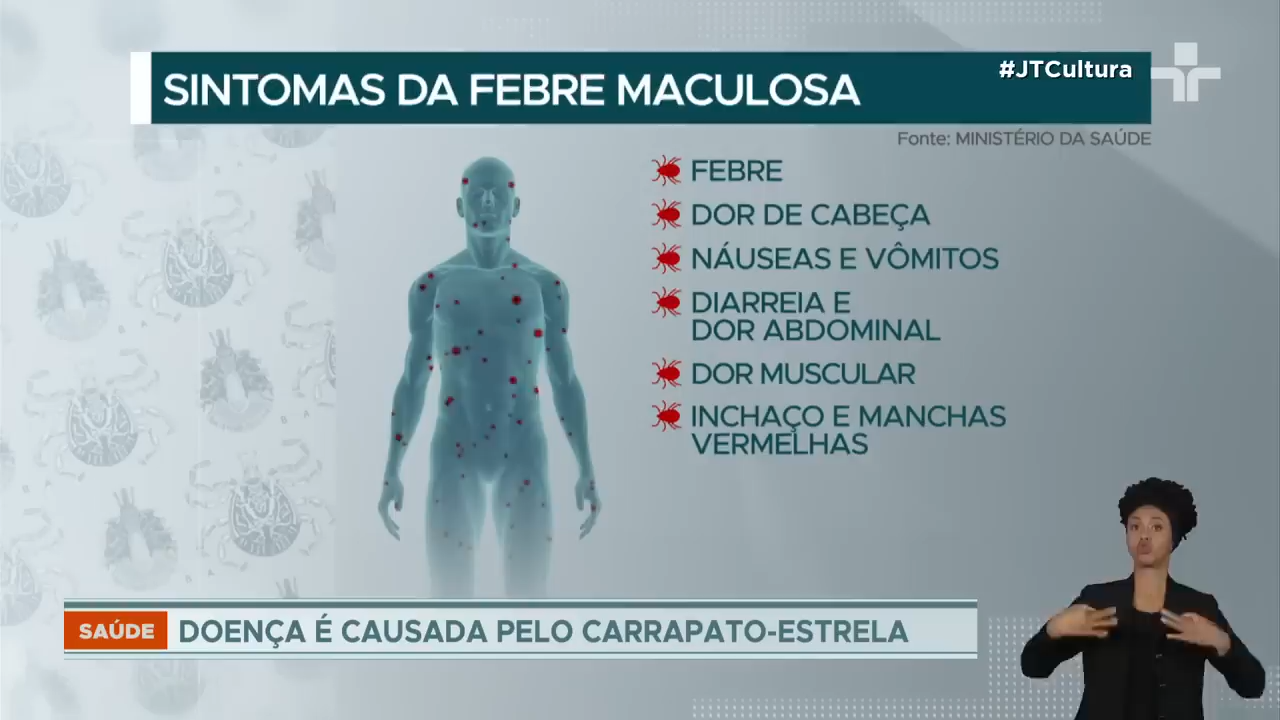 #JTCultura
SINTOMAS DA FEBRE MACULOSA
Fonte: MINISTÉRIO DA SAÚDE
FEBRE
DOR DE CABEÇA
NÁUSEAS E VÔMITOS
DIARREIA E
DOR ABDOMINAL
DOR MUSCULAR
INCHAÇO E MANCHAS
VERMELHAS
SAÚDE
DOENÇA É CAUSADA PELO CARRAPATO-ESTRELA